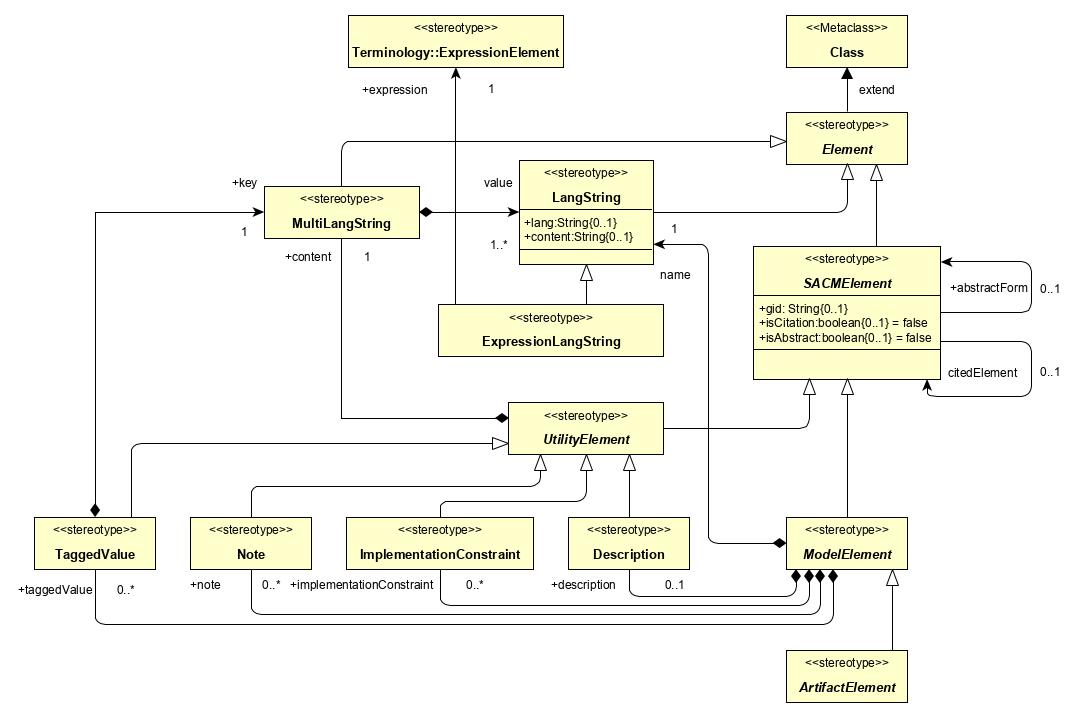 <<stereotype>>
Terminology::ExpressionElement
<<Metaclass>>
Class
+expression
1
extend
<<stereotype>>
Element
+key
1
<<stereotype>>
MultiLangString
value
1..*
<<stereotype>>
LangString
+lang:String{0..1}
+content:String{0..1}
1
name
+content
1
<<stereotype>>
SACMElement
+gid: String{0..1}
+isCitation:boolean{0..1} = false
+isAbstract:boolean{0..1} = false
+abstractForm
0..1
citedElement
0..1
<<stereotype>>
ExpressionLangString
<<stereotype>>
UtilityElement
<<stereotype>>
TaggedValue
<<stereotype>>
Note
<<stereotype>>
ImplementationConstraint
<<stereotype>>
Description
<<stereotype>>
ModelElement
+taggedValue
0..*
+note
0..*
+implementationConstraint
0..*
+description
0..1
<<stereotype>>
ArtifactElement